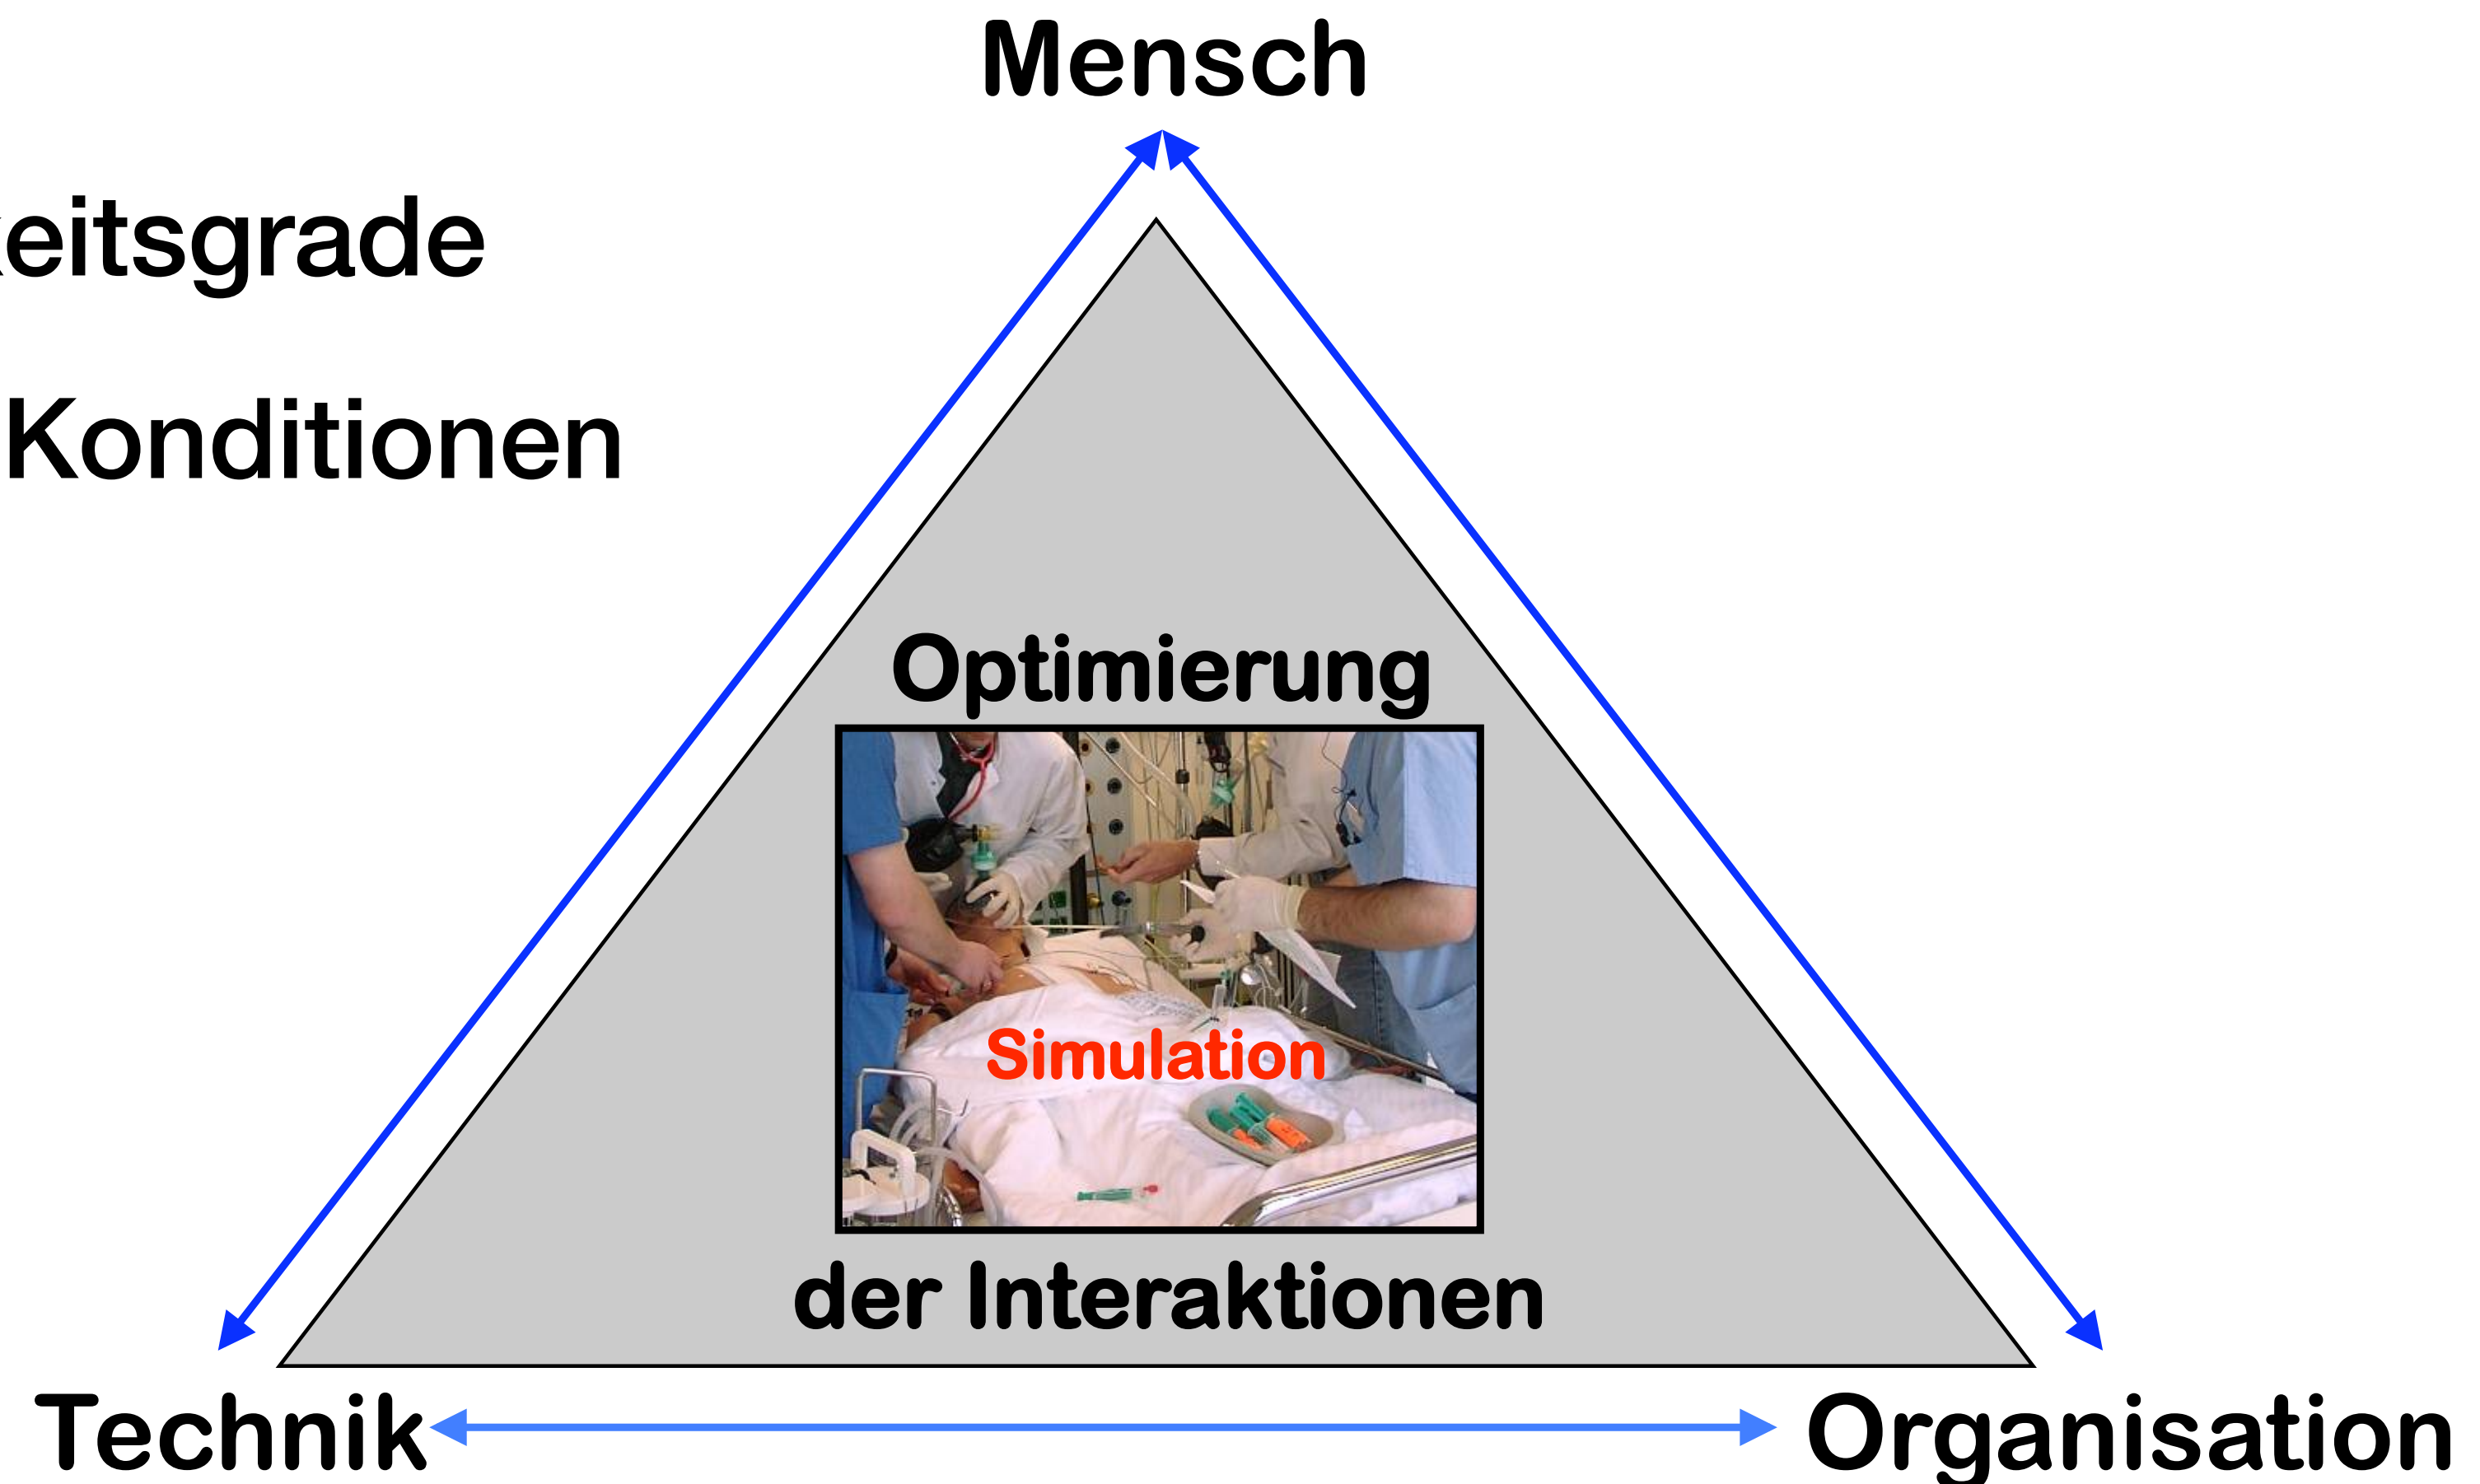 Mensch
eitsgrade
Konditionen
Optimierung
Simulation
der Interaktionen
Technik
Organisation